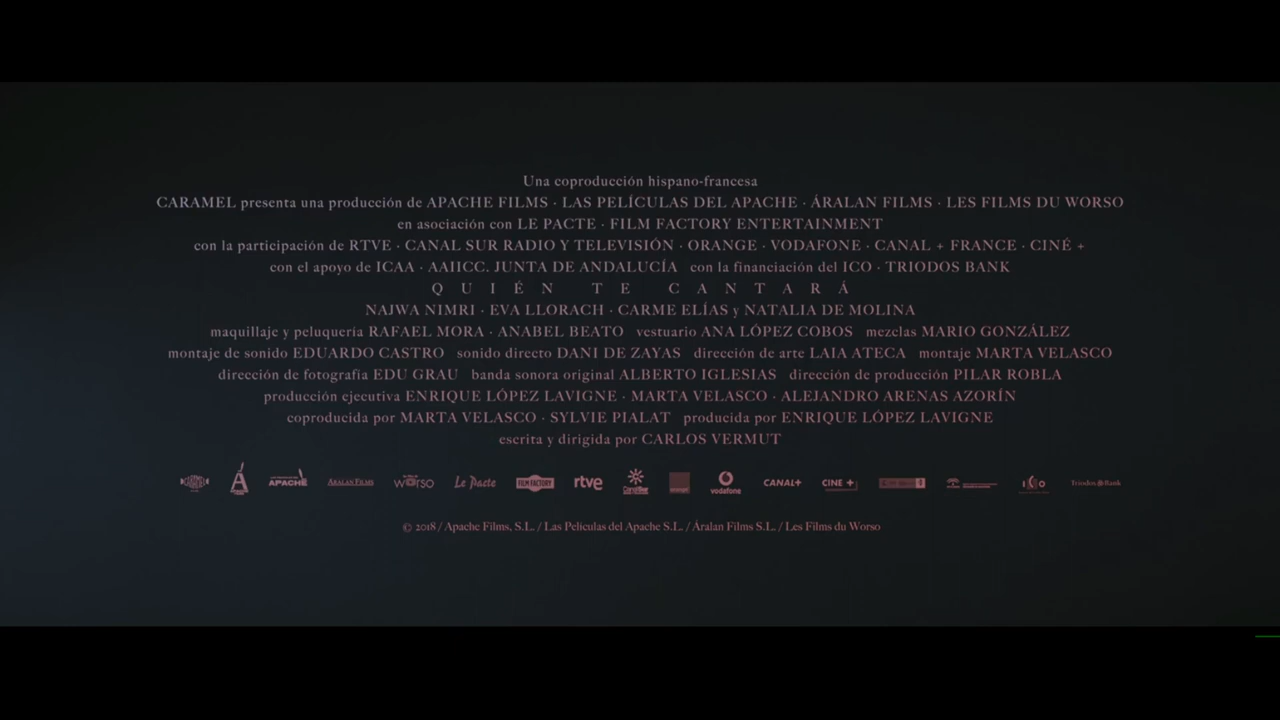 Una coproducción hispano-francesa
CARAMEL presenta una producción de APACHE FILMS · LAS PELÍCULAS DEL APACHE · ÁRALAN FILMS · LES FILMS DU WORSO
en asociación con LE PACTE · FILM FACTORY ENTERTAINMENT
con la participación de RTVE · CANAL SUR RADIO Y TELEVISIÓN · ORANGE · VODAFONE · CANAL + FRANCE · CINÉ +
con el apoyo de ICAA · AAIICC. JUNTA DE ANDALUCÍA con la financiación del ICO · TRIODOS BANK
QUIÉN TE CANTARÁ
NAJWA NIMRI · EVA LLORACH · CARME ELÍAS y NATALIA DE MOLINA
maquillaje y peluquería RAFAEL MORA · ANABEL BEATO vestuario ANA LÓPEZ COBOS mezclas MARIO GONZÁLEZ
montaje de sonido EDUARDO CASTRO sonido directo DANI DE ZAYAS dirección de arte LAIA ATECA montaje MARTA VELASCO
dirección de fotografía EDU GRAU banda sonora original ALBERTO IGLESIAS dirección de producción PILAR ROBLA
producción ejecutiva ENRIQUE LÓPEZ LAVIGNE · MARTA VELASCO · ALEJANDRO ARENAS AZORÍN
coproducida por MARTA VELASCO · SYLVIE PIALAT producida por ENRIQUE LÓPEZ LAVIGNE
escrita y dirigida por CARLOS VERMUT
CARAMEL APACHE ÁRALAN FILMS worso Le Pacte FILM FACTORY rtve CanalSur vodafone CANAL+ CINE+ ICO Triodos Bank
© 2018 / Apache Films, S.L. / Las Películas del Apache S.L. / Áralan Films S.L. / Les Films du Worso